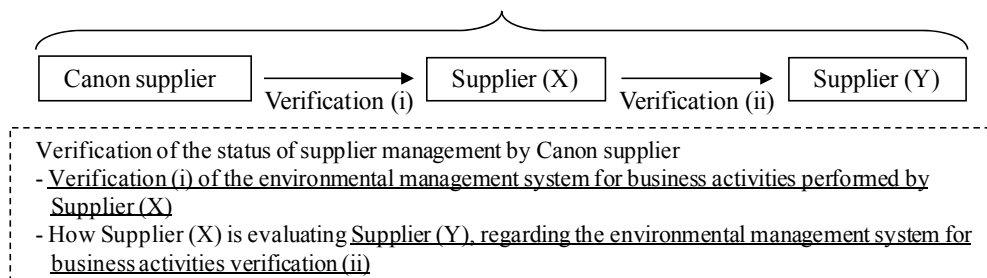 Canon supplier
Supplier (X)
Supplier (Y)
Verification (i)
Verification (ii)
Verification of the status of supplier management by Canon supplier
- Verification (i) of the environmental management system for business activities performed by
Supplier (X)
- How Supplier (X) is evaluating Supplier (Y), regarding the environmental management system for
business activities verification (ii)